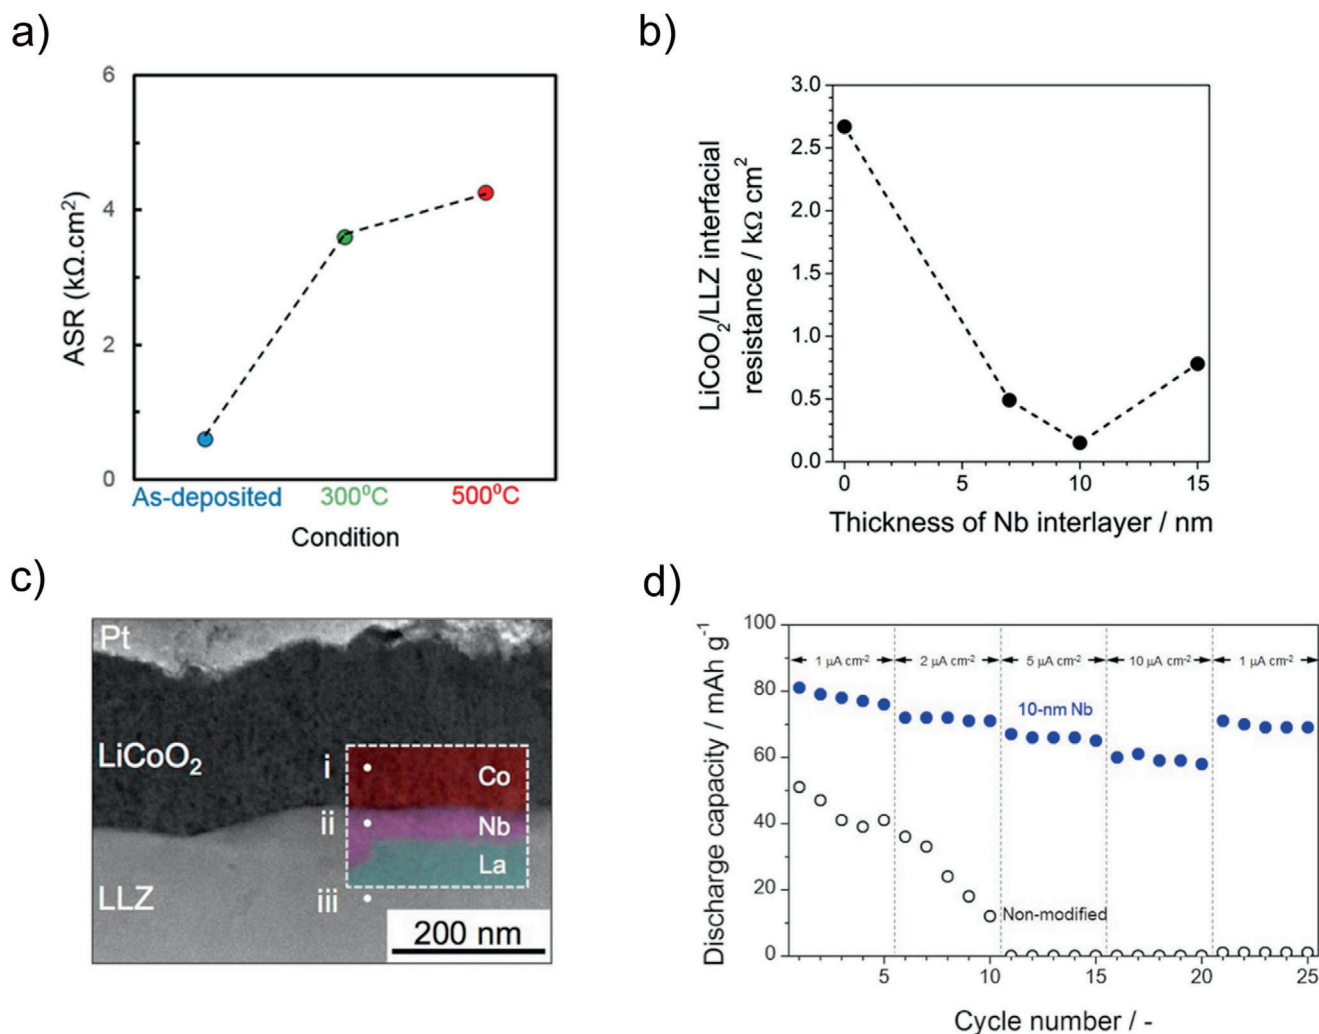 a)
6
4
2
0
ASR (kΩ.cm²)
As-deposited 300⁰C 500⁰C
Condition
b)
3.0
2.5
2.0
1.5
1.0
0.5
0.0
LiCoO₂/LLZ interfacial
resistance / kΩ cm²
0 5 10 15
Thickness of Nb interlayer / nm
c)
Pt
LiCoO₂
i
Co
ii
Nb
La
LLZ
iii
200 nm
d)
100
80
60
40
20
0
Discharge capacity / mAh g⁻¹
1 µA cm⁻² 2 µA cm⁻² 5 µA cm⁻² 10 µA cm⁻² 1 µA cm⁻²
10-nm Nb
Non-modified
5 10 15 20 25
Cycle number / -